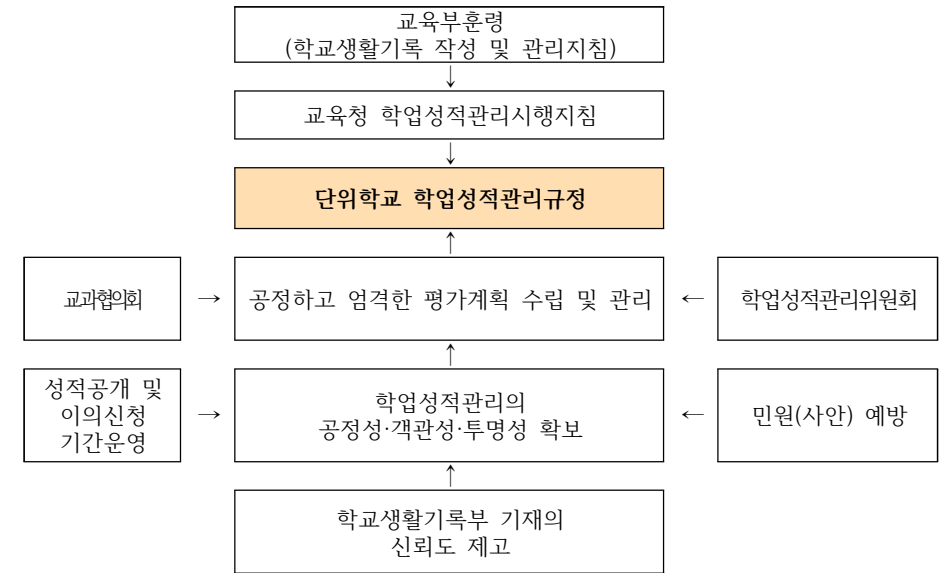 교육부훈령
(학교생활기록 작성 및 관리지침)
↓
교육청 학업성적관리시행지침
↓
단위학교 학업성적관리규정
↑
교과협의회 → 공정하고 엄격한 평가계획 수립 및 관리 ← 학업성적관리위원회
↑
성적공개 및
이의신청
기간운영
→
학업성적관리의
공정성·객관성·투명성 확보
←
민원(사안) 예방
↑
학교생활기록부 기재의
신뢰도 제고